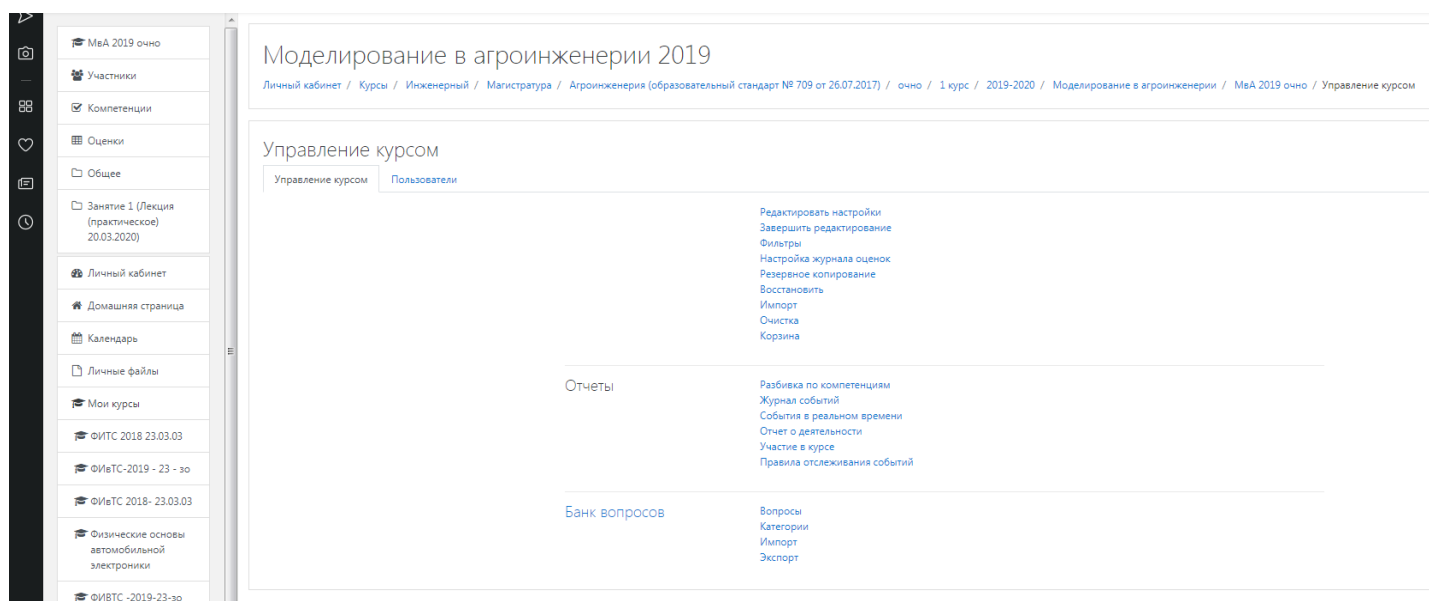 МвА 2019 очно
Участники
Компетенции
Оценки
Общее
Занятие 1 (Лекция
(практическое)
20.03.2020)
Личный кабинет
Домашняя страница
Календарь
Личные файлы
Мои курсы
ФИТС 2018 23.03.03
ФИвТС-2019 - 23 - зо
ФИвТС 2018- 23.03.03
Физические основы
автомобильной
электроники
ФИВТС -2019-23-зо
Моделирование в агроинженерии 2019
Личный кабинет / Курсы / Инженерный / Магистратура / Агроинженерия (образовательный стандарт № 709 от 26.07.2017) / очно / 1 курс / 2019-2020 / Моделирование в агроинженерии / МвА 2019 очно / Управление курсом
Управление курсом
Управление курсом Пользователи
Редактировать настройки
Завершить редактирование
Фильтры
Настройка журнала оценок
Резервное копирование
Восстановить
Импорт
Очистка
Корзина
Отчеты
Разбивка по компетенциям
Журнал событий
События в реальном времени
Отчет о деятельности
Участие в курсе
Правила отслеживания событий
Банк вопросов
Вопросы
Категории
Импорт
Экспорт